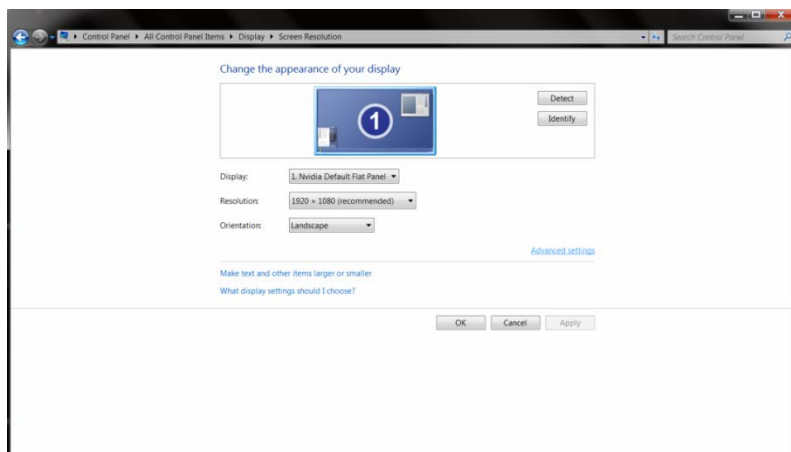 Control Panel ▸ All Control Panel Items ▸ Display ▸ Screen Resolution
Search Control Panel
Change the appearance of your display
1
Detect
Identify
Display: 1. Nvidia Default Flat Panel
Resolution: 1920 × 1080 (recommended)
Orientation: Landscape
Advanced settings
Make text and other items larger or smaller
What display settings should I choose?
OK Cancel Apply